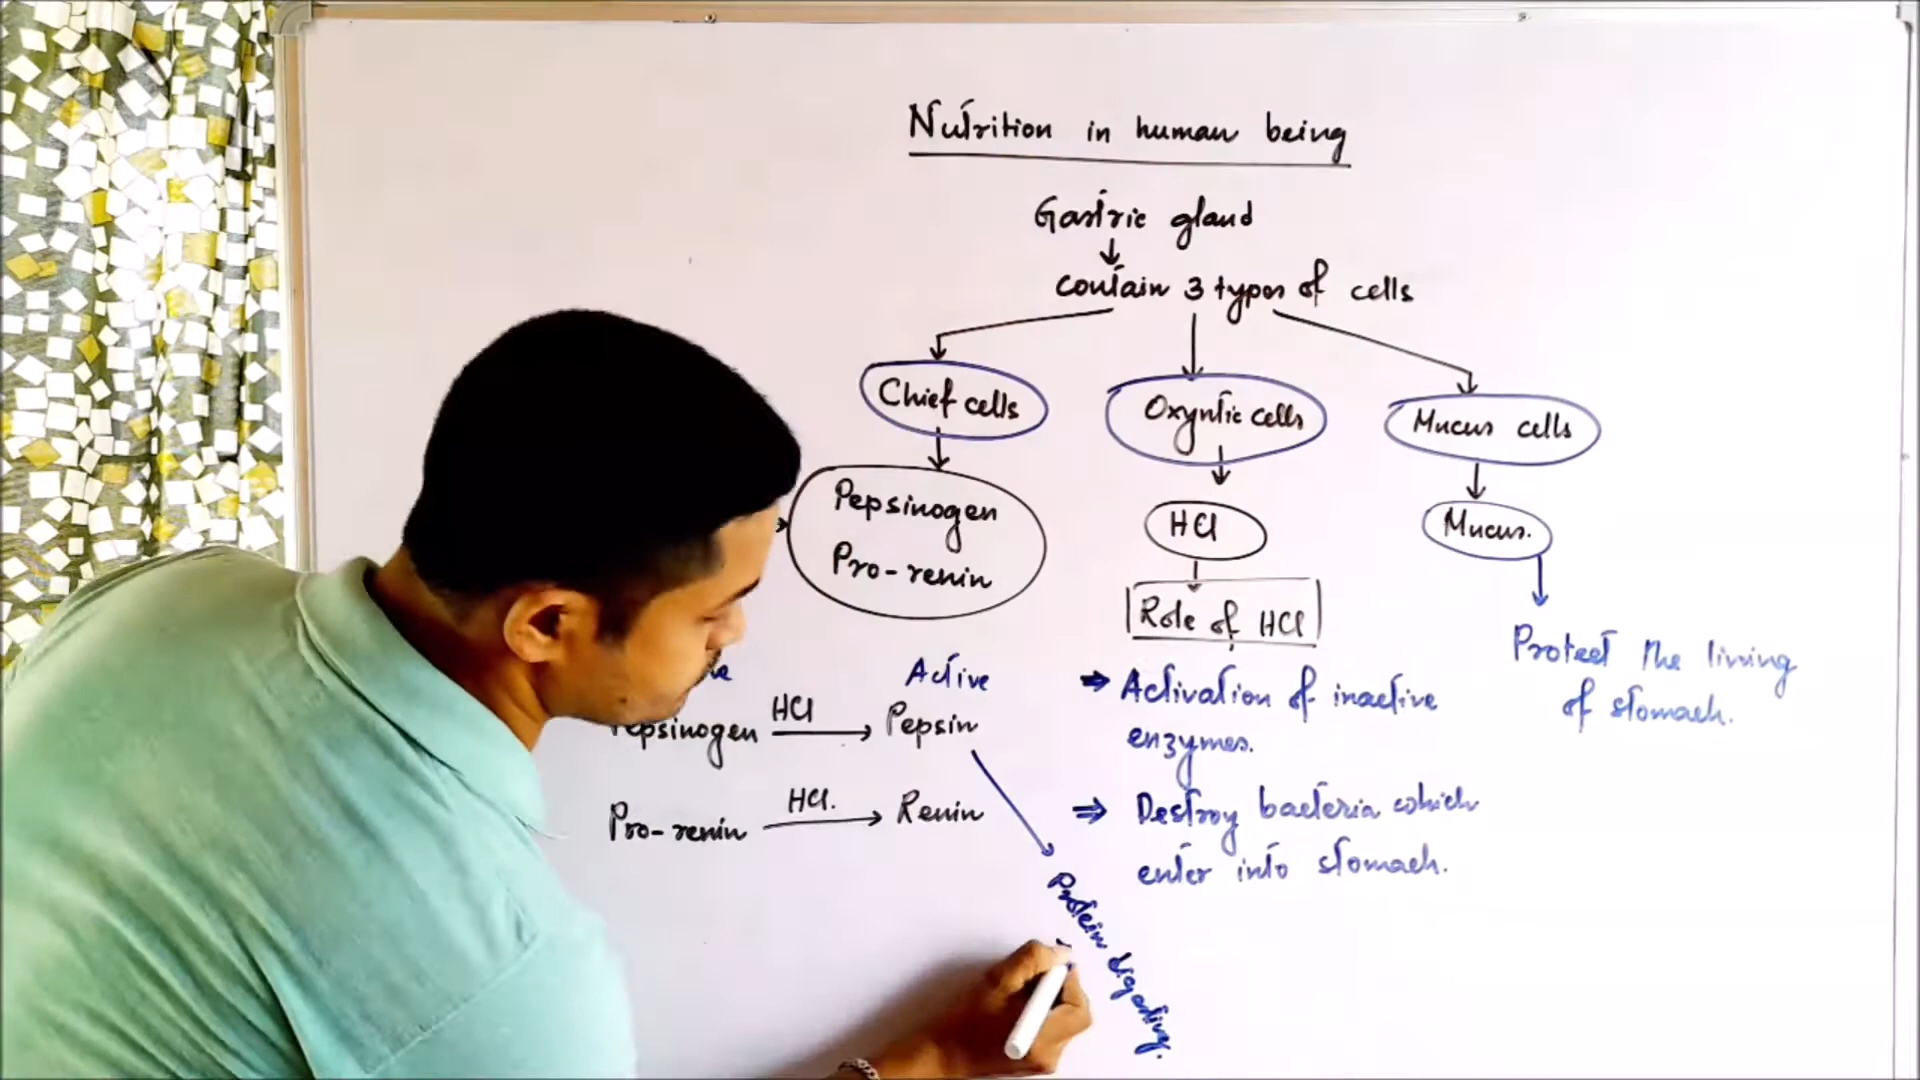 Nutrition in human being
Gastric gland
contain 3 types of cells
Chief cells
Oxyntic cells
Mucus cells
Pepsinogen
Pro-renin
HCl
Mucus.
Role of HCl
Protect the lining
of stomach.
Active
Pepsinogen HCl Pepsin
Pro-renin HCl. Renin
Activation of inactive
enzymes.
Destroy bacteria which
enter into stomach.
Protein digesting.